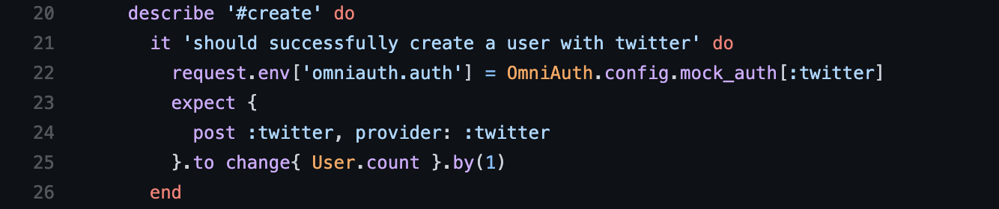 20 describe '#create' do
21 it 'should successfully create a user with twitter' do
22 request.env['omniauth.auth'] = OmniAuth.config.mock_auth[:twitter]
23 expect {
24 post :twitter, provider: :twitter
25 }.to change{ User.count }.by(1)
26 end